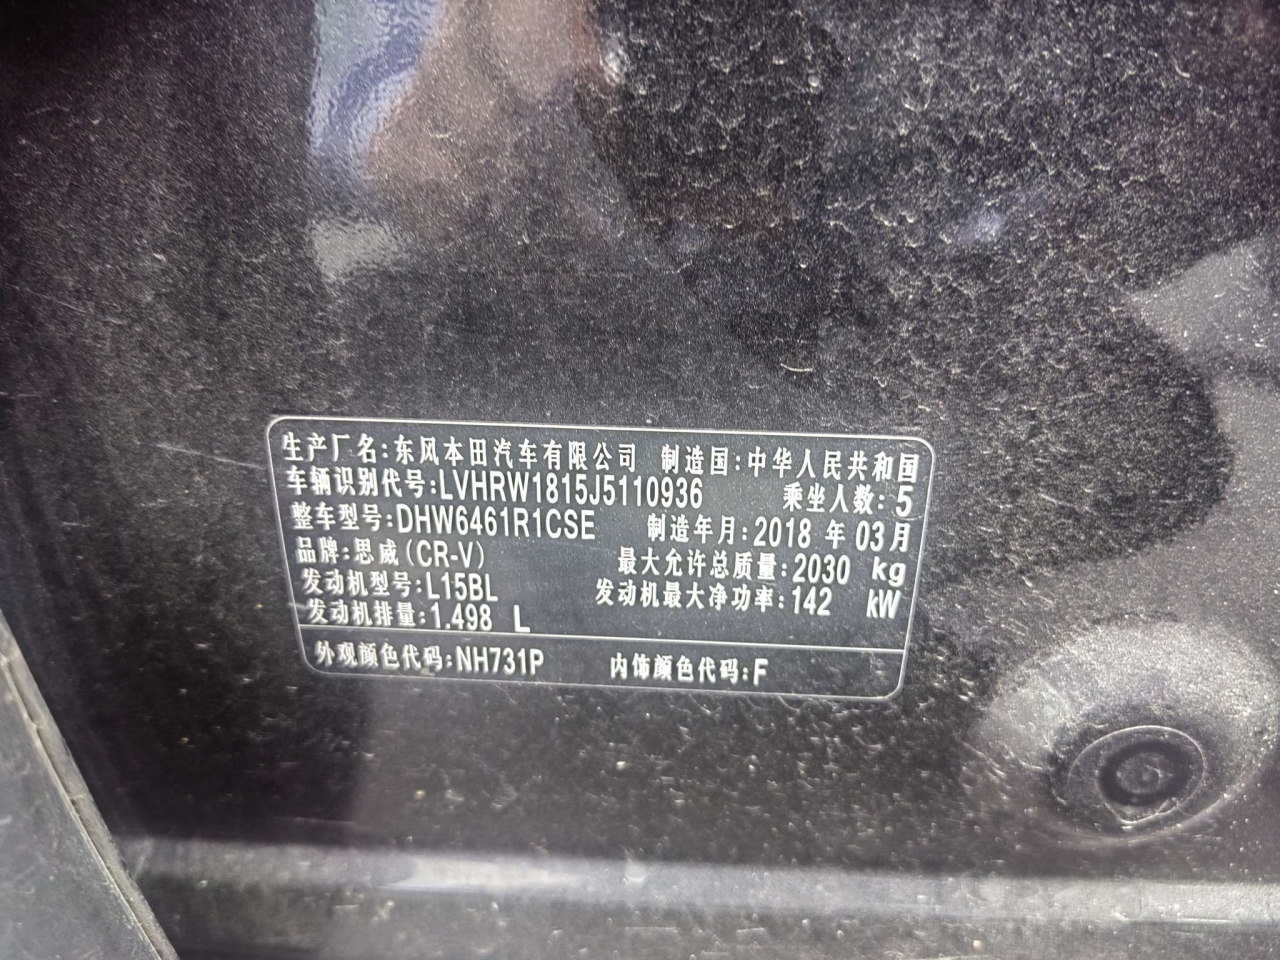 生产厂名:东风本田汽车有限公司 制造国:中华人民共和国
车辆识别代号:LVHRW1815J5110936 乘坐人数:5
整车型号:DHW6461R1CSE 制造年月:2018 年 03月
品牌:思威(CR-V) 最大允许总质量:2030 kg
发动机型号:L15BL 发动机最大净功率:142 kW
发动机排量:1.498 L
外观颜色代码:NH731P 内饰颜色代码:F